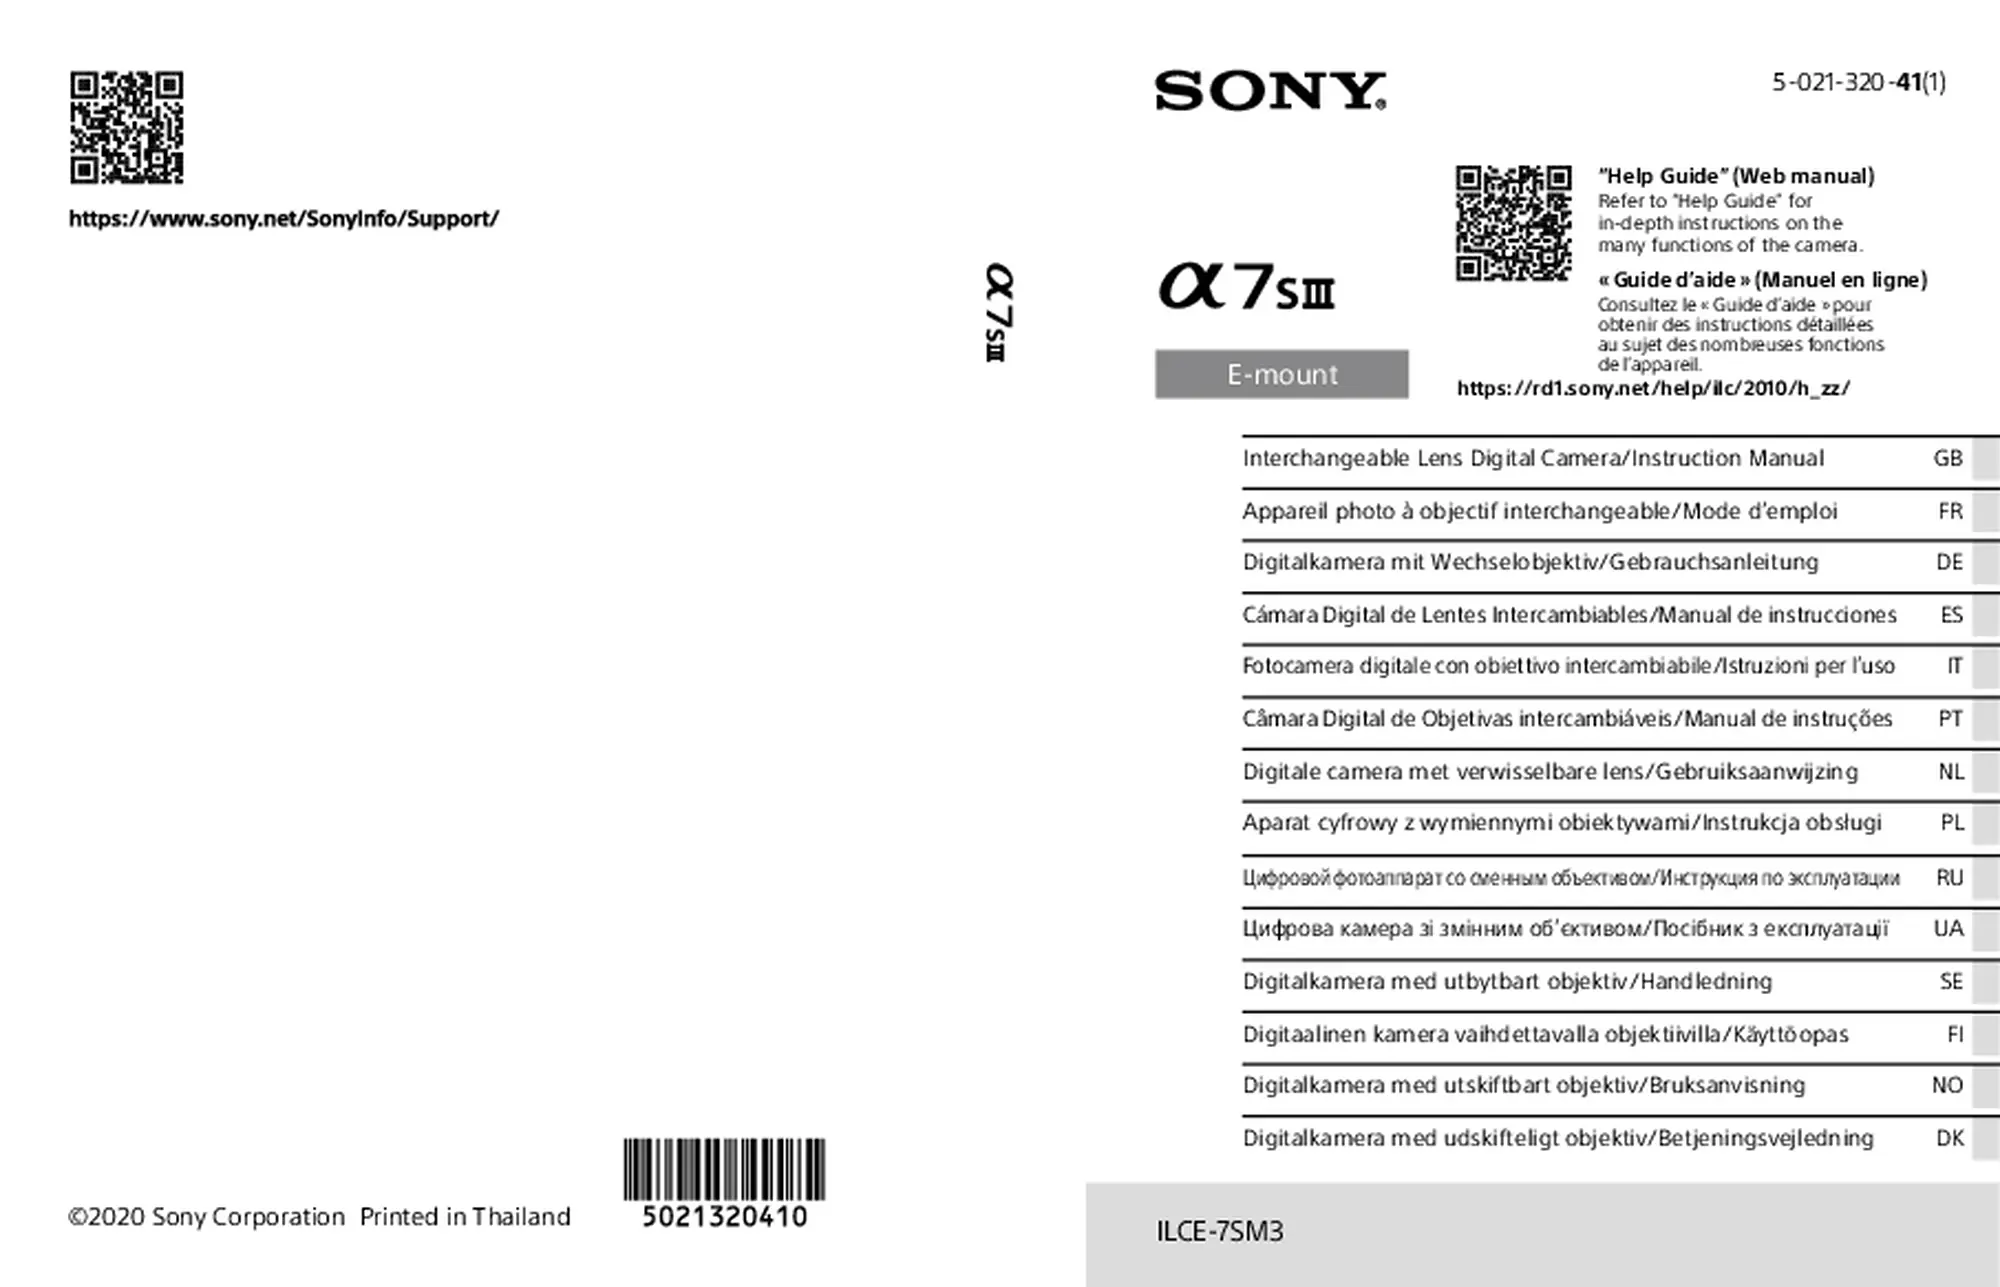 https://www.sony.net/SonyInfo/Support/
α7SIII
©2020 Sony Corporation Printed in Thailand
5021320410
SONY®
5-021-320-41(1)
α7SIII
E-mount
"Help Guide" (Web manual)
Refer to "Help Guide" for
in-depth instructions on the
many functions of the camera.
« Guide d'aide » (Manuel en ligne)
Consultez le « Guide d'aide » pour
obtenir des instructions détaillées
au sujet des nombreuses fonctions
de l'appareil.
https://rd1.sony.net/help/ilc/2010/h_zz/
Interchangeable Lens Digital Camera/Instruction Manual GB
Appareil photo à objectif interchangeable/Mode d'emploi FR
Digitalkamera mit Wechselobjektiv/Gebrauchsanleitung DE
Cámara Digital de Lentes Intercambiables/Manual de instrucciones ES
Fotocamera digitale con obiettivo intercambiabile/Istruzioni per l'uso IT
Câmara Digital de Objetivas intercambiáveis/Manual de instruções PT
Digitale camera met verwisselbare lens/Gebruiksaanwijzing NL
Aparat cyfrowy z wymiennymi obiektywami/Instrukcja obsługi PL
Цифровой фотоаппарат со сменным объективом/Инструкция по эксплуатации RU
Цифрова камера зі змінним об'єктивом/Посібник з експлуатації UA
Digitalkamera med utbytbart objektiv/Handledning SE
Digitaalinen kamera vaihdettavalla objektiivilla/Käyttöopas FI
Digitalkamera med utskiftbart objektiv/Bruksanvisning NO
Digitalkamera med udskifteligt objektiv/Betjeningsvejledning DK
ILCE-7SM3